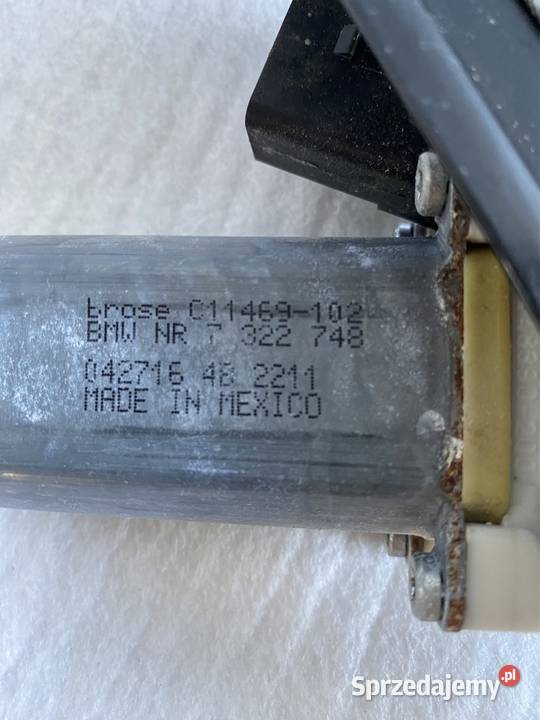 brose C11469-102
BMW NR 7 322 748
042716 4B 2211
MADE IN MEXICO
Sprzedajemy.pl